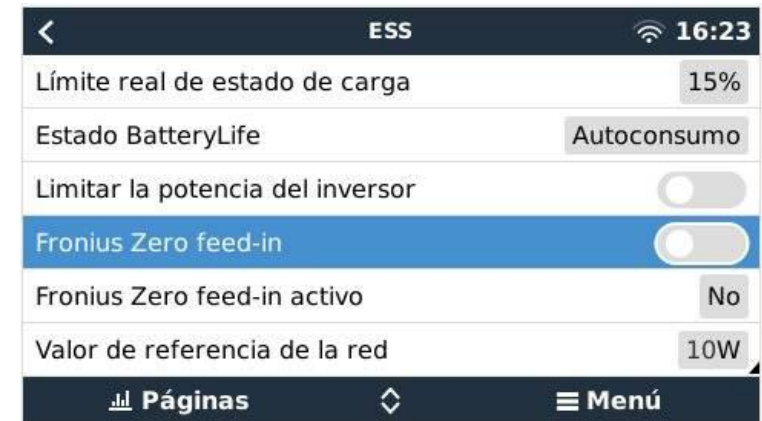 ESS 16:23
Límite real de estado de carga 15%
Estado BatteryLife Autoconsumo
Limitar la potencia del inversor
Fronius Zero feed-in
Fronius Zero feed-in activo No
Valor de referencia de la red 10W
Páginas Menú